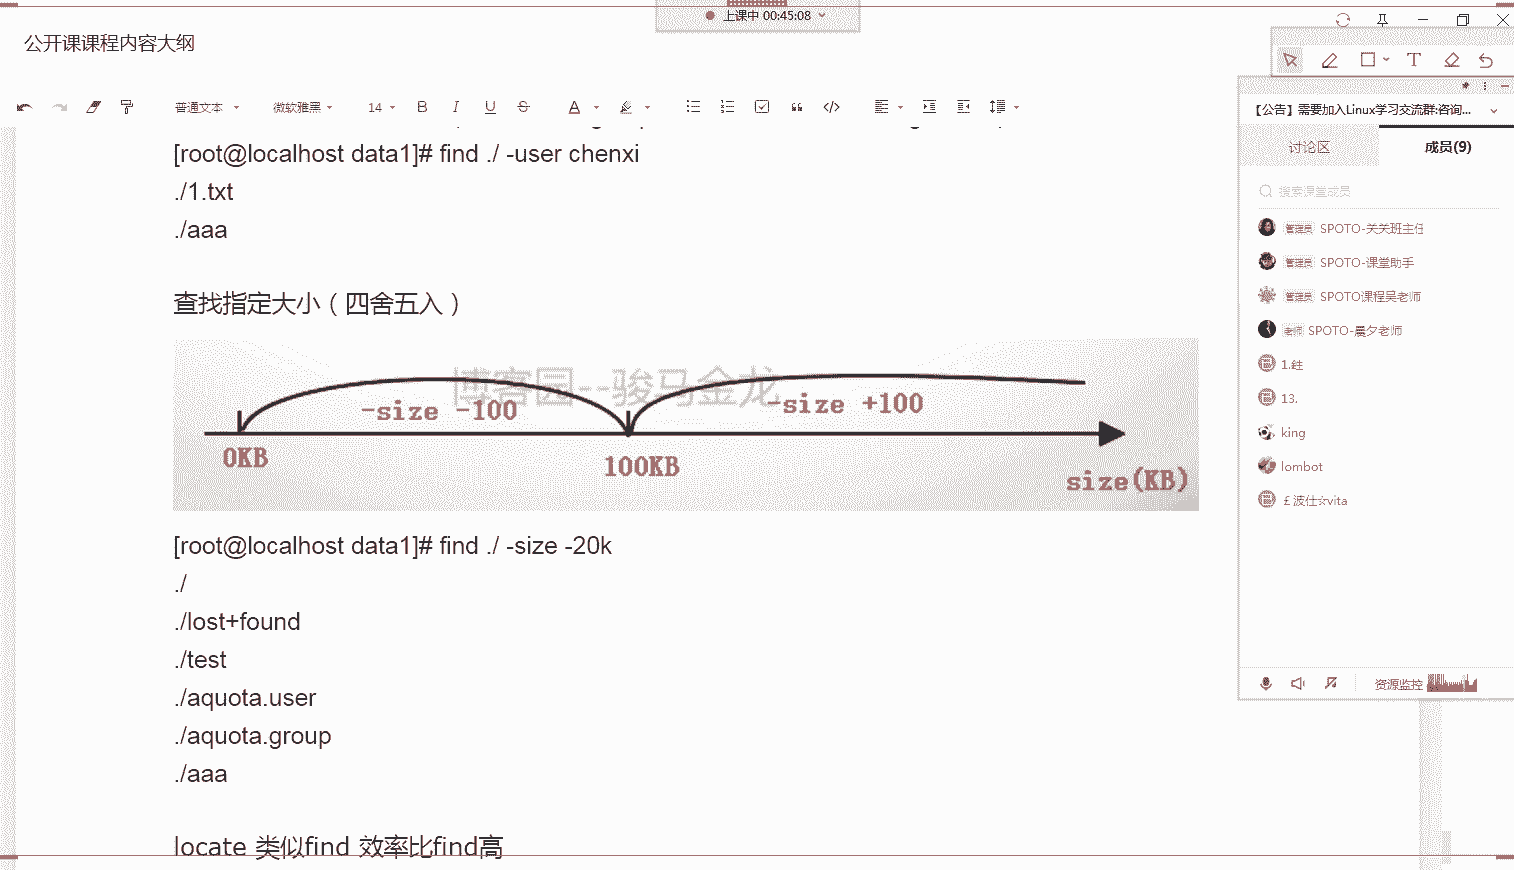 上课中 00:45:08
公开课课程内容大纲
普通文本 微软雅黑 14 B I U S A T
[root@localhost data1]# find ./ -user chenxi
./1.txt
./aaa
查找指定大小（四舍五入）
博客园--骏马金龙
-size -100
-size +100
0KB
100KB
size(KB)
[root@localhost data1]# find ./ -size -20k
./
./lost+found
./test
./aquota.user
./aquota.group
./aaa
locate 类似find 效率比find高
【公告】需要加入Linux学习交流群:咨询...
讨论区
成员(9)
搜索课堂成员
管理员 SPOTO-关关班主任
管理员 SPOTO-课堂助手
管理员 SPOTO课程吴老师
老师 SPOTO-晨夕老师
13.
king
lombot
£波仕☆vita
资源监控